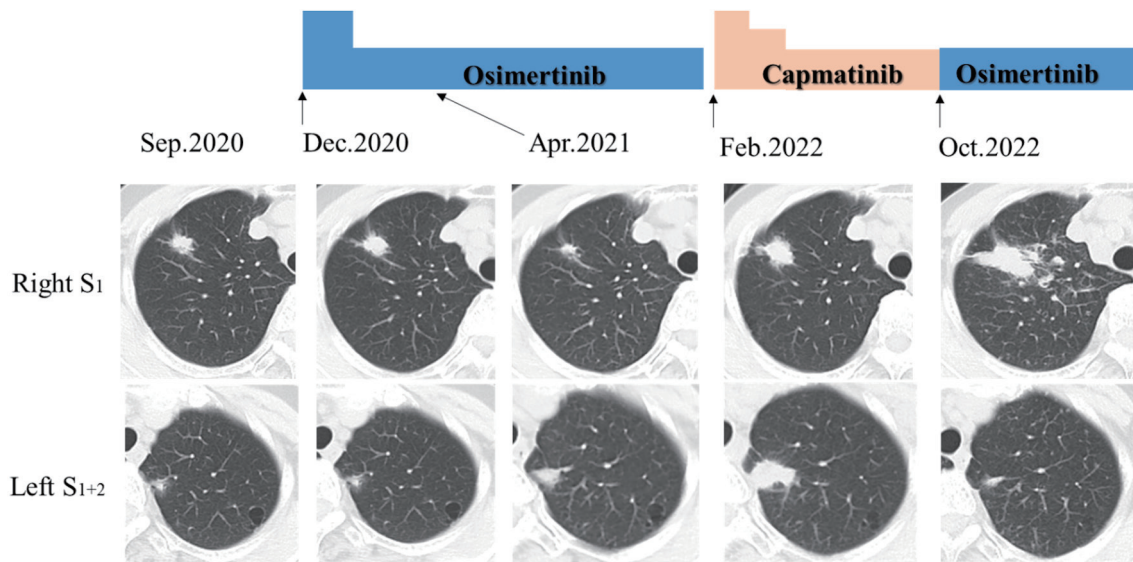 Osimertinib
Capmatinib
Osimertinib
Sep.2020
Dec.2020
Apr.2021
Feb.2022
Oct.2022
Right S1
Left S1+2